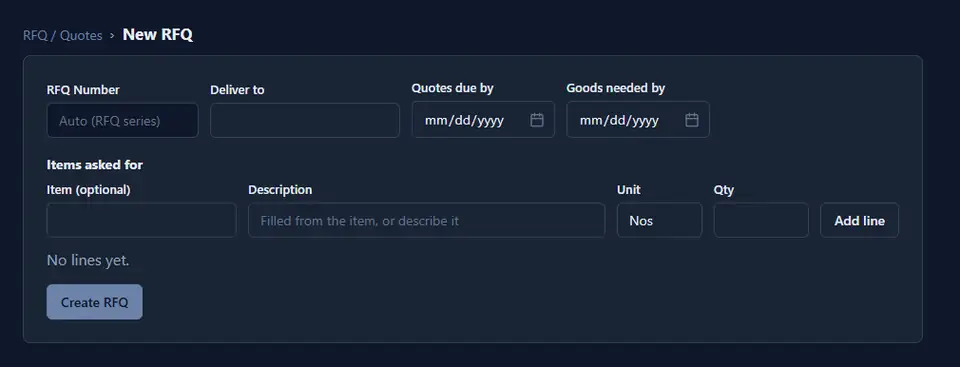 RFQ / Quotes › New RFQ
RFQ Number Deliver to Quotes due by Goods needed by
Auto (RFQ series) mm/dd/yyyy mm/dd/yyyy
Items asked for
Item (optional) Description Unit Qty
Filled from the item, or describe it Nos Add line
No lines yet.
Create RFQ